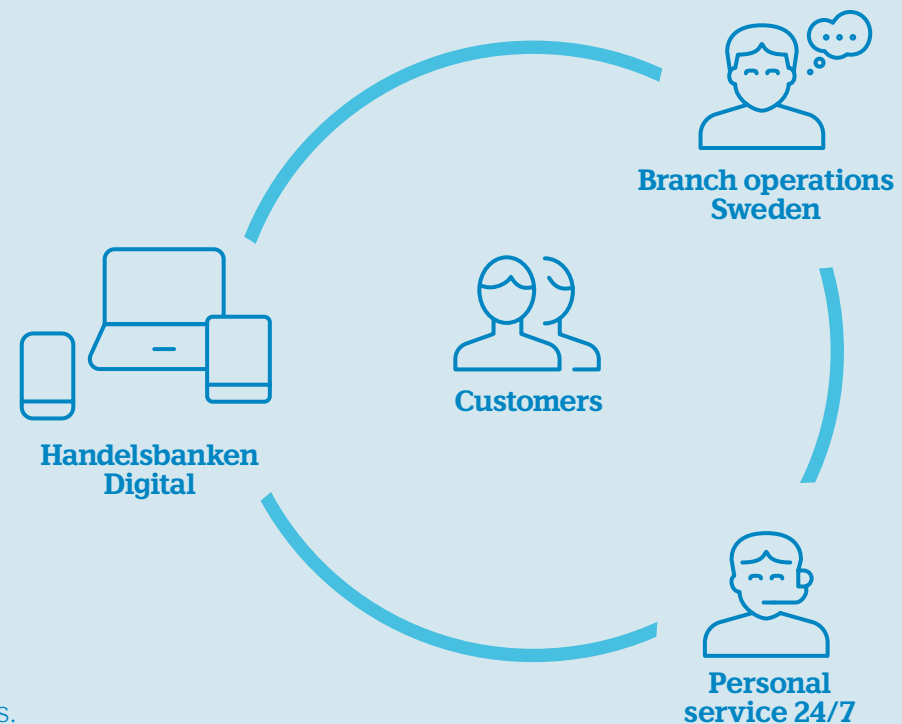 Branch operations
Sweden
Customers
Handelsbanken
Digital
Personal
service 24/7
s.